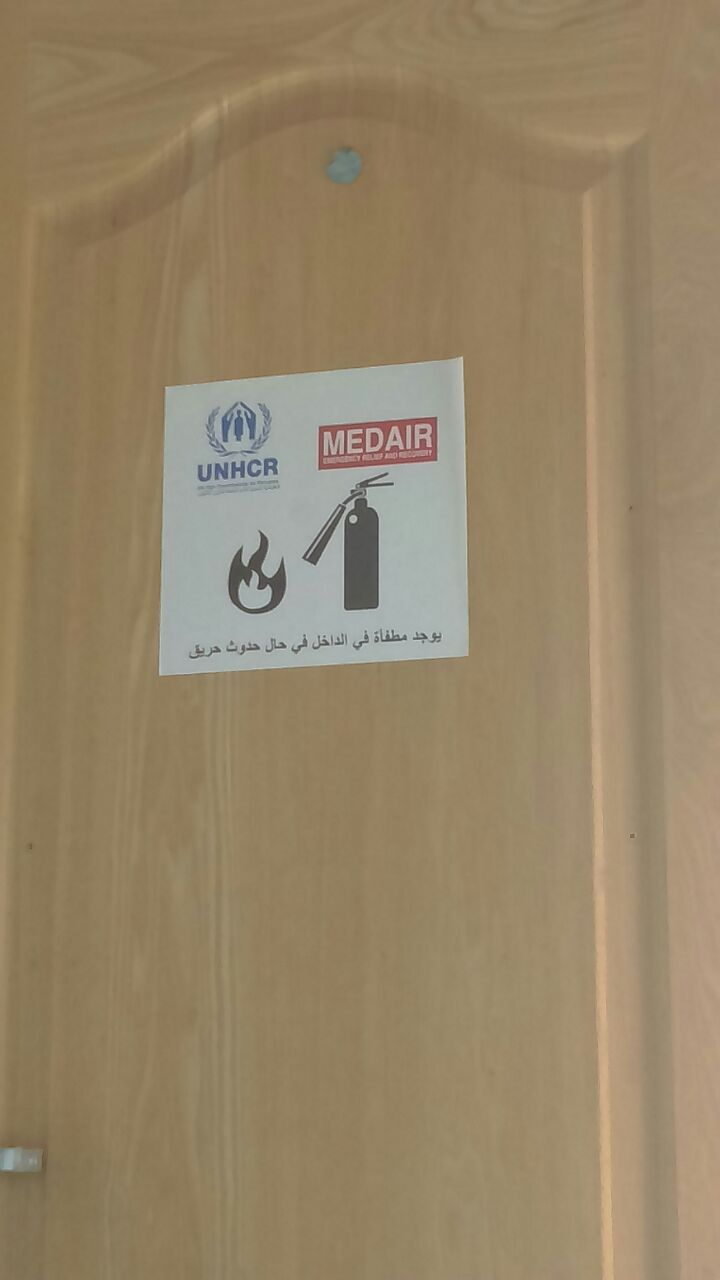 UNHCR
MEDAIR
EMERGENCY RELIEF AND RECOVERY
يوجد مطفأة في الداخل في حال حدوث حريق